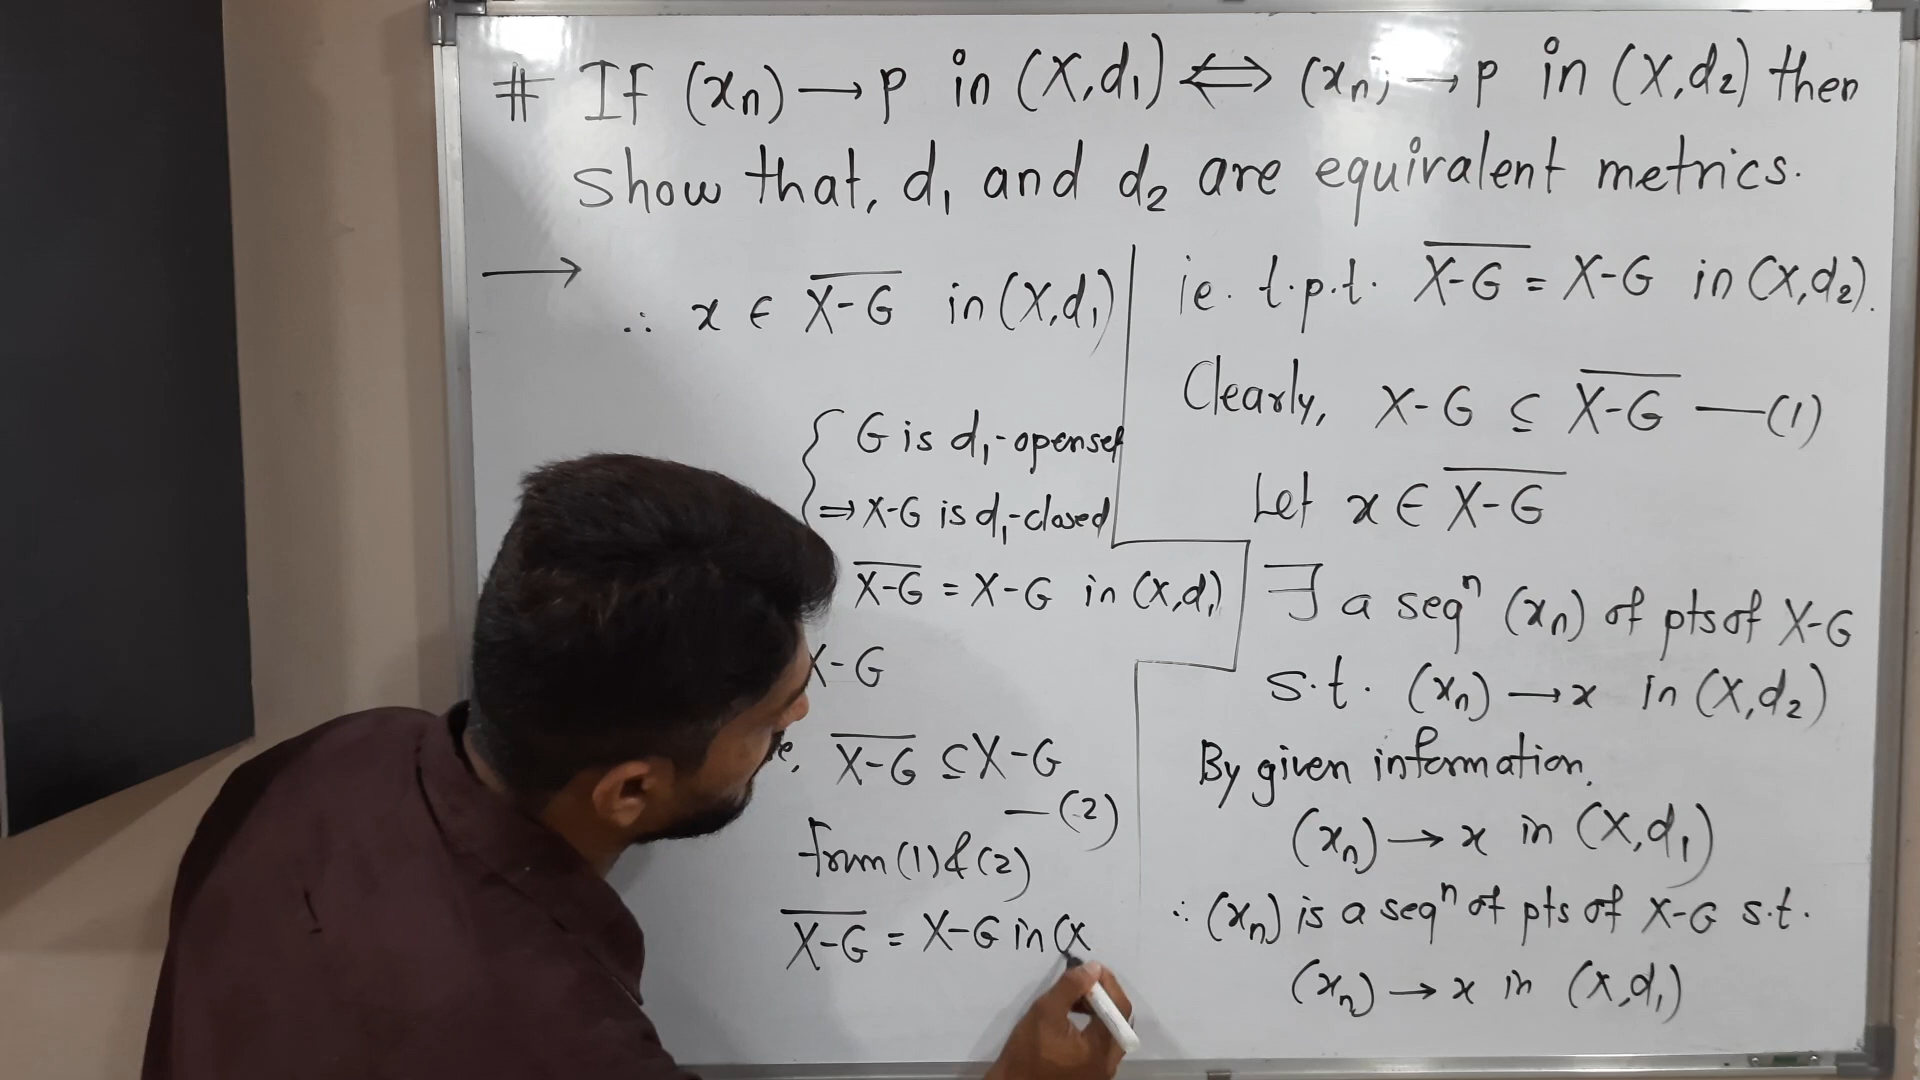 # If (xₙ) → p in (X,d₁) ⟺ (xₙ) → p in (X,d₂) then
show that, d₁ and d₂ are equivalent metrics.
→
ie. t.p.t. X̅-̅G̅ = X-G in (X,d₂).
Clearly, X-G ⊆ X̅-̅G̅ —(1)
Let x ∈ X̅-̅G̅
∃ a seqⁿ (xₙ) of pts of X-G
s.t. (xₙ) → x in (X,d₂)
By given information,
(xₙ) → x in (X,d₁)
∴ (xₙ) is a seqⁿ of pts of X-G s.t.
(xₙ) → x in (X,d₁)
∴ x ∈ X̅-̅G̅ in (X,d₁)
{ G is d₁-openset
⇒ X-G is d₁-closed
X̅-̅G̅ = X-G in (X,d₁)
X-G
X̅-̅G̅ ⊆ X-G
—(2)
From (1) & (2)
X̅-̅G̅ = X-G in (X